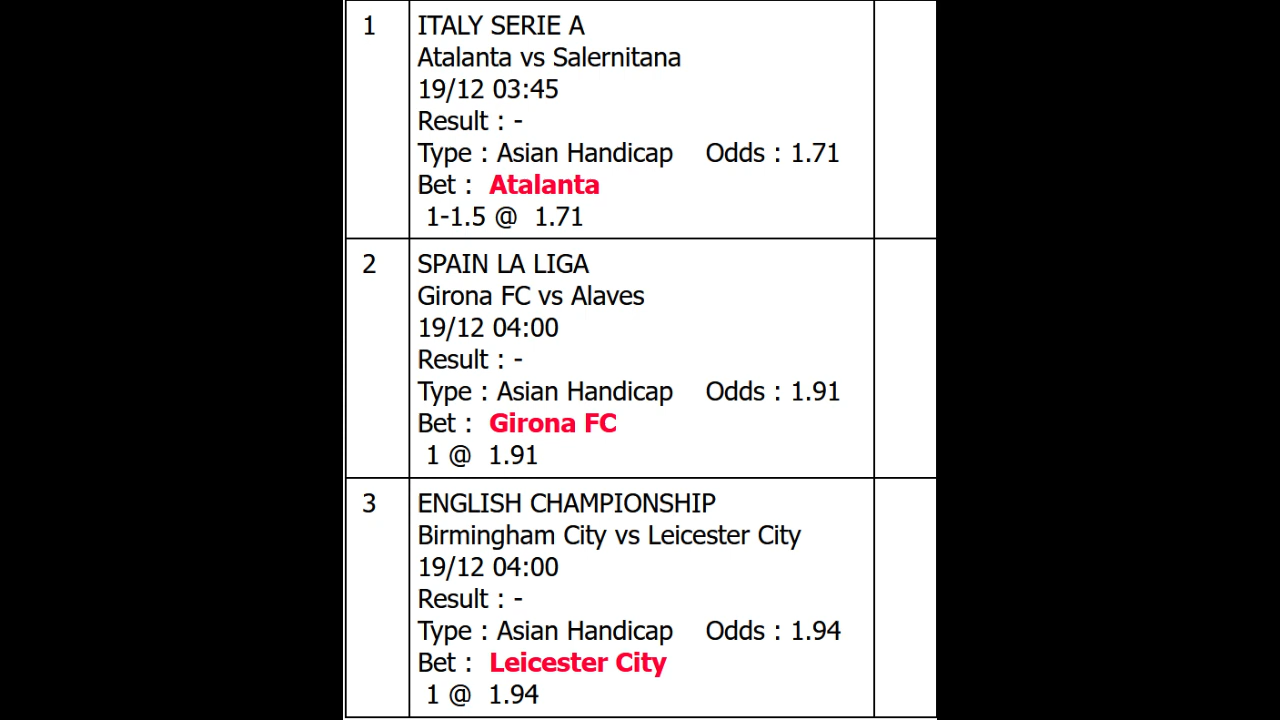 1
ITALY SERIE A
Atalanta vs Salernitana
19/12 03:45
Result : -
Type : Asian Handicap Odds : 1.71
Bet : Atalanta
1-1.5 @ 1.71
2
SPAIN LA LIGA
Girona FC vs Alaves
19/12 04:00
Result : -
Type : Asian Handicap Odds : 1.91
Bet : Girona FC
1 @ 1.91
3
ENGLISH CHAMPIONSHIP
Birmingham City vs Leicester City
19/12 04:00
Result : -
Type : Asian Handicap Odds : 1.94
Bet : Leicester City
1 @ 1.94